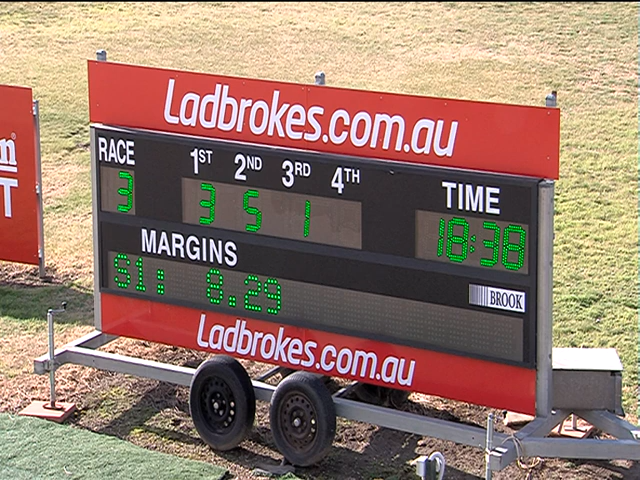 Ladbrokes.com.au
RACE 1ST 2ND 3RD 4TH TIME
3 3 5 1 18:38
MARGINS
S1: 8.29
BROOK
Ladbrokes.com.au
T